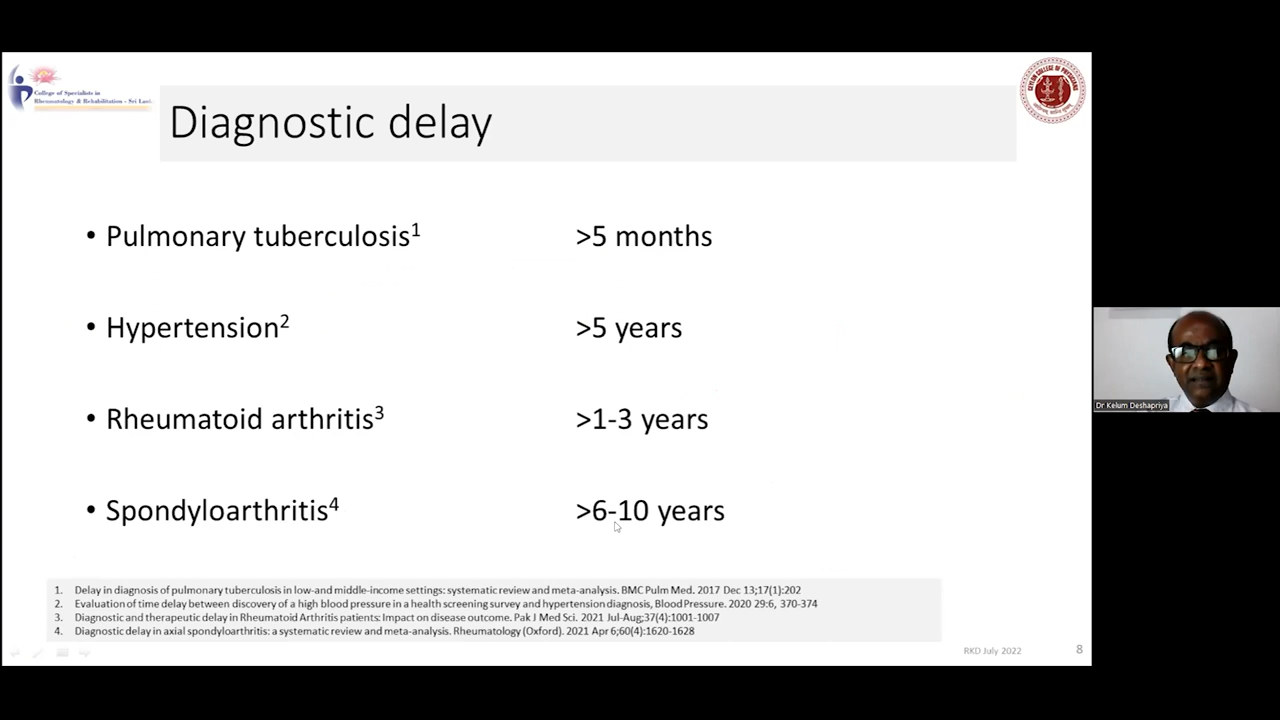 College of Specialists in
Rheumatology & Rehabilitation - Sri Lanka
CEYLON COLLEGE OF PHYSICIANS
Diagnostic delay
• Pulmonary tuberculosis1 >5 months
• Hypertension2 >5 years
• Rheumatoid arthritis3 >1-3 years
• Spondyloarthritis4 >6-10 years
Dr Kelum Deshapriya
1. Delay in diagnosis of pulmonary tuberculosis in low-and middle-income settings: systematic review and meta-analysis. BMC Pulm Med. 2017 Dec 13;17(1):202
2. Evaluation of time delay between discovery of a high blood pressure in a health screening survey and hypertension diagnosis, Blood Pressure. 2020 29:6, 370-374
3. Diagnostic and therapeutic delay in Rheumatoid Arthritis patients: Impact on disease outcome. Pak J Med Sci. 2021 Jul-Aug;37(4):1001-1007
4. Diagnostic delay in axial spondyloarthritis: a systematic review and meta-analysis. Rheumatology (Oxford). 2021 Apr 6;60(4):1620-1628
RKD July 2022 8